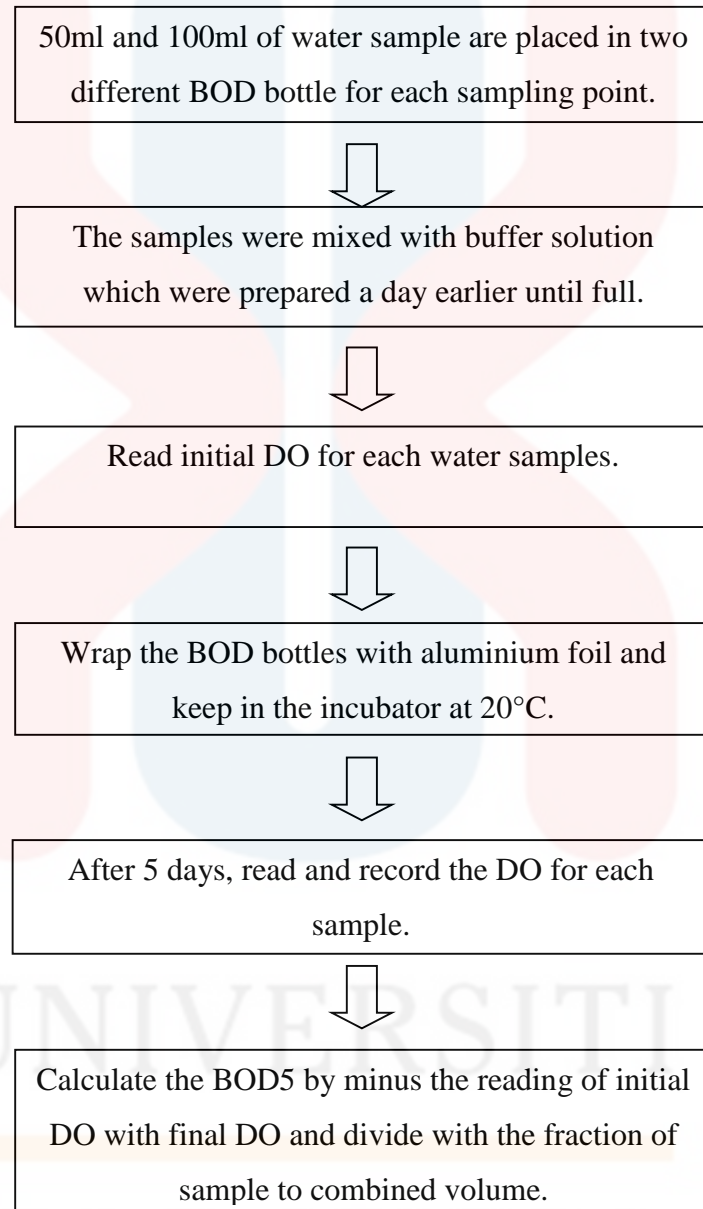 50ml and 100ml of water sample are placed in two
different BOD bottle for each sampling point.
The samples were mixed with buffer solution
which were prepared a day earlier until full.
Read initial DO for each water samples.
Wrap the BOD bottles with aluminium foil and
keep in the incubator at 20°C.
After 5 days, read and record the DO for each
sample.
UNIVERSITI
Calculate the BOD5 by minus the reading of initial
DO with final DO and divide with the fraction of
sample to combined volume.